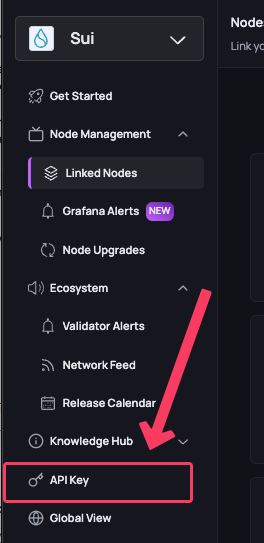 Sui
Nodes
Link yo
Get Started
Node Management
Linked Nodes
Grafana Alerts NEW
Node Upgrades
Ecosystem
Validator Alerts
Network Feed
Release Calendar
Knowledge Hub
API Key
Global View